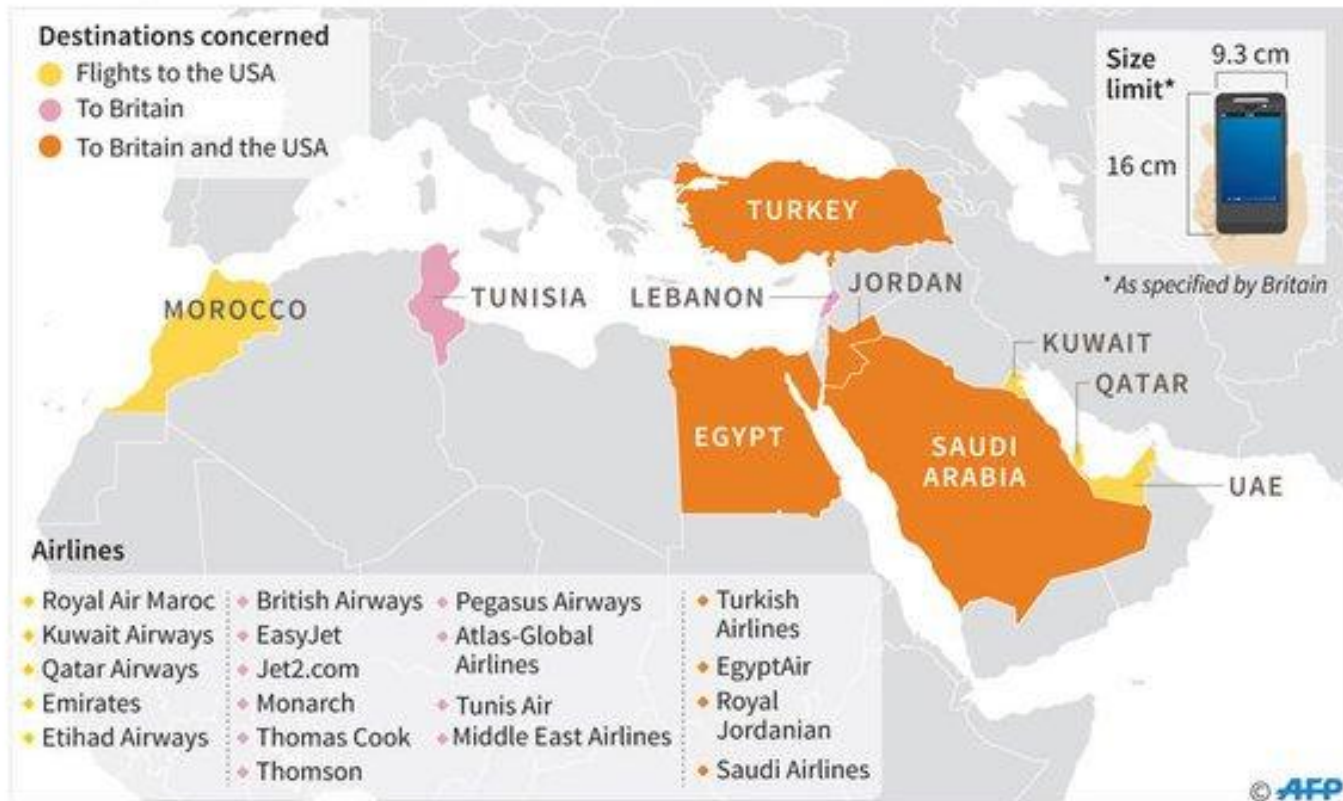 Destinations concerned
Flights to the USA
To Britain
To Britain and the USA
Size
limit*
9.3 cm
16 cm
* As specified by Britain
TURKEY
MOROCCO
TUNISIA
LEBANON
JORDAN
KUWAIT
QATAR
EGYPT
SAUDI
ARABIA
UAE
Airlines
Royal Air Maroc
Kuwait Airways
Qatar Airways
Emirates
Etihad Airways
British Airways
EasyJet
Jet2.com
Monarch
Thomas Cook
Thomson
Pegasus Airways
Atlas-Global
Airlines
Tunis Air
Middle East Airlines
Turkish
Airlines
EgyptAir
Royal
Jordanian
Saudi Airlines
© AFP